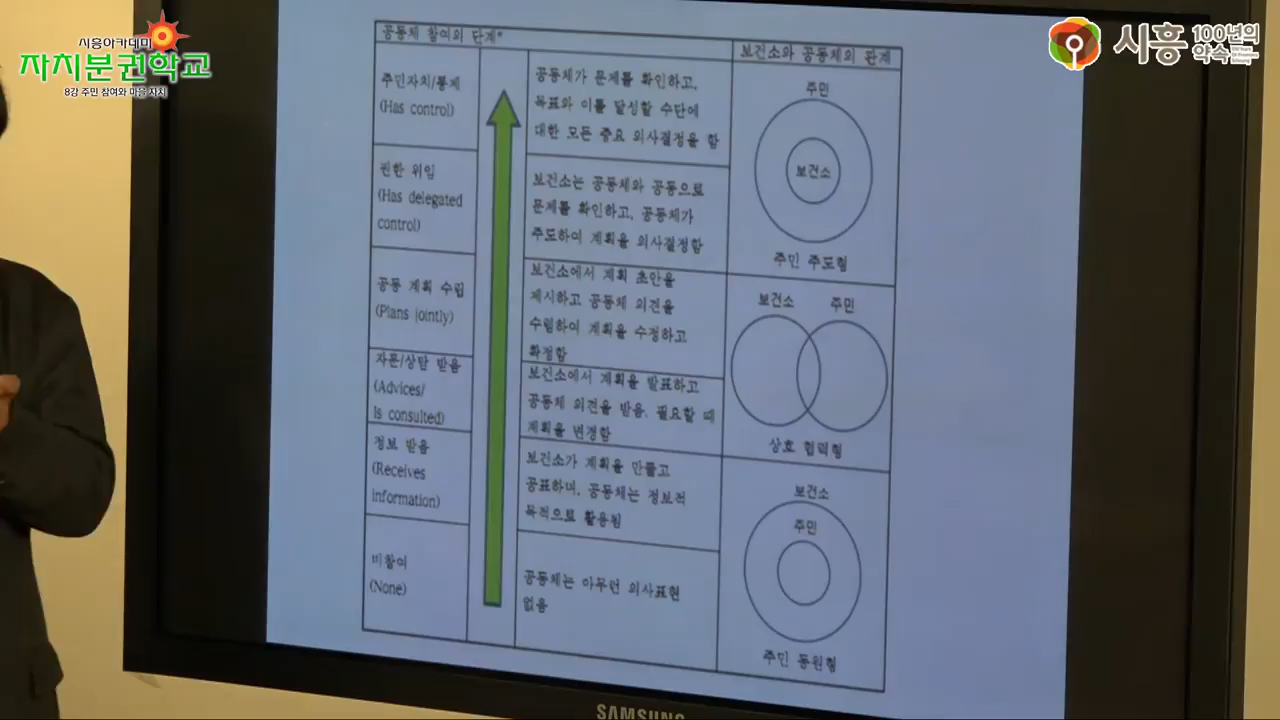 시흥아카데미
자치분권학교
8강 주민 참여와 마을 자치
시흥
100년의
약속
공동체 참여의 단계*
보건소와 공동체의 관계
주민자치/통제
(Has control)
공동체가 문제를 확인하고,
목표와 이를 달성할 수단에
대한 모든 중요 의사결정을 함
권한 위임
(Has delegated
control)
보건소는 공동체와 공동으로
문제를 확인하고, 공동체가
주도하여 계획을 의사결정함
주민
보건소
주민 주도형
공동 계획 수립
(Plans jointly)
보건소에서 계획 초안을
제시하고 공동체 의견을
수렴하여 계획을 수정하고
확정함
자문/상담 받음
(Advices/
Is consulted)
보건소에서 계획을 발표하고
공동체 의견을 받음. 필요할 때
계획을 변경함
보건소 주민
상호 협력형
정보 받음
(Receives
information)
보건소가 계획을 만들고
공표하며, 공동체는 정보적
목적으로 활용됨
비참여
(None)
공동체는 아무런 의사표현
없음
보건소
주민
주민 동원형
SAMSUNG